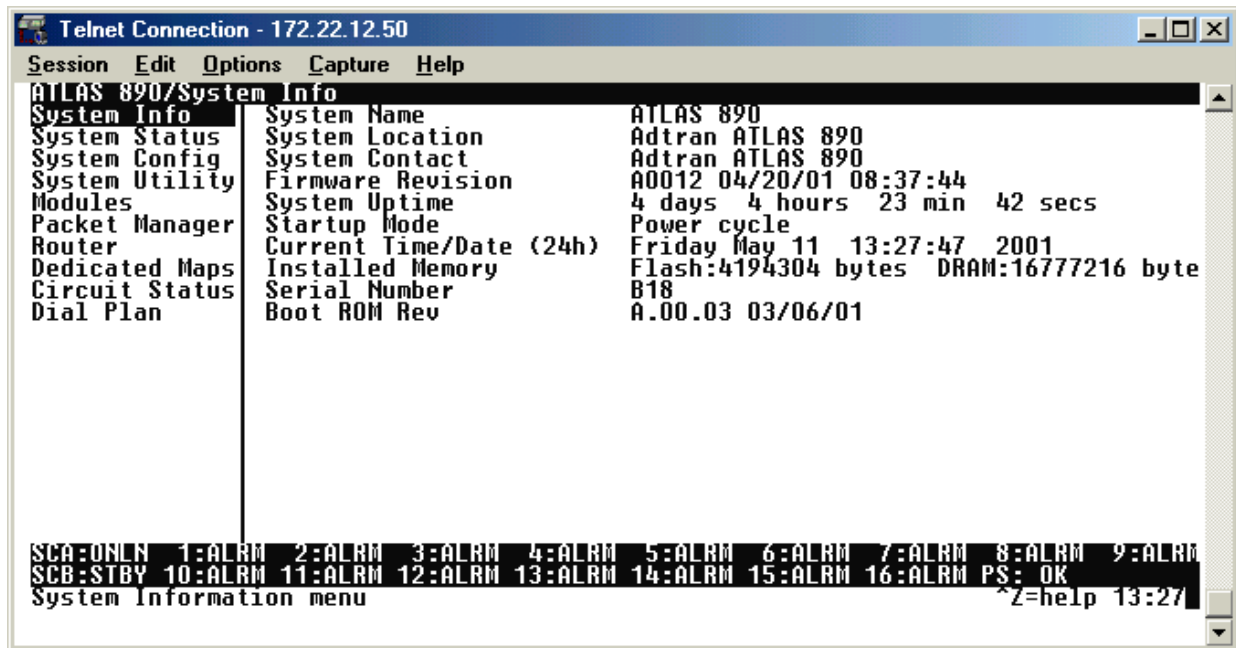 Telnet Connection - 172.22.12.50
Session Edit Options Capture Help
ATLAS 890/System Info
System Info System Name ATLAS 890
System Status System Location Adtran ATLAS 890
System Config System Contact Adtran ATLAS 890
System Utility Firmware Revision A0012 04/20/01 08:37:44
Modules System Uptime 4 days 4 hours 23 min 42 secs
Packet Manager Startup Mode Power cycle
Router Current Time/Date (24h) Friday May 11 13:27:47 2001
Dedicated Maps Installed Memory Flash:4194304 bytes DRAM:16777216 byte
Circuit Status Serial Number B18
Dial Plan Boot ROM Rev A.00.03 03/06/01
SCA:ONLN 1:ALRM 2:ALRM 3:ALRM 4:ALRM 5:ALRM 6:ALRM 7:ALRM 8:ALRM 9:ALRM
SCB:STBY 10:ALRM 11:ALRM 12:ALRM 13:ALRM 14:ALRM 15:ALRM 16:ALRM PS: OK
System Information menu ^Z=help 13:27